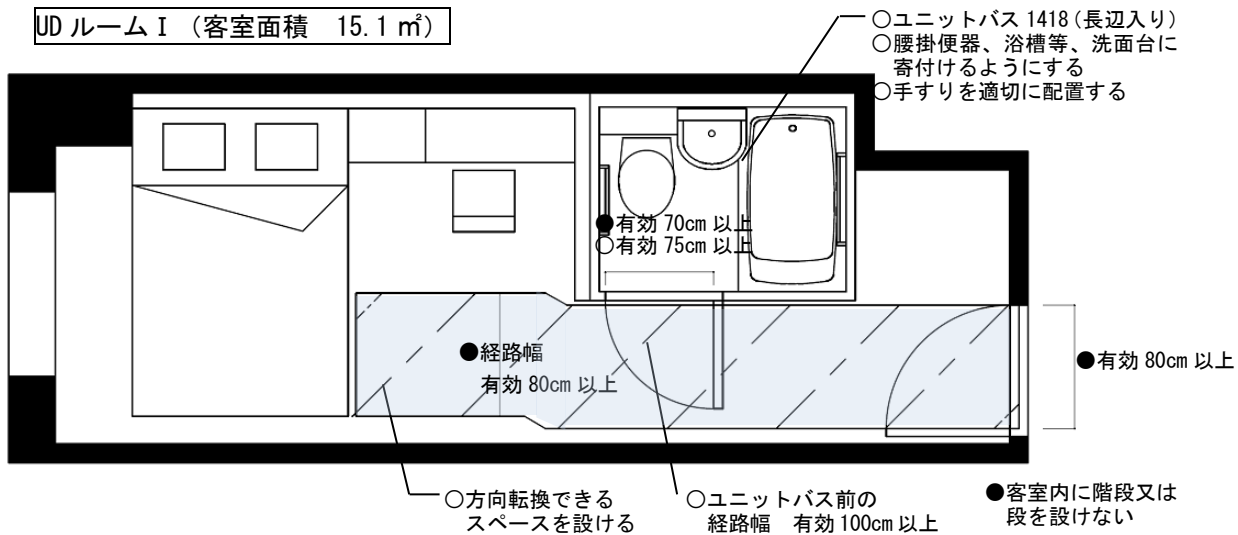 UD ルーム I （客室面積　15.1 ㎡）
○ユニットバス 1418（長辺入り）
○腰掛便器、浴槽等、洗面台に
寄付けるようにする
○手すりを適切に配置する
●有効 70cm 以上
○有効 75cm 以上
●経路幅
有効 80cm 以上
●有効 80cm 以上
○方向転換できる
スペースを設ける
○ユニットバス前の
経路幅　有効 100cm 以上
●客室内に階段又は
段を設けない